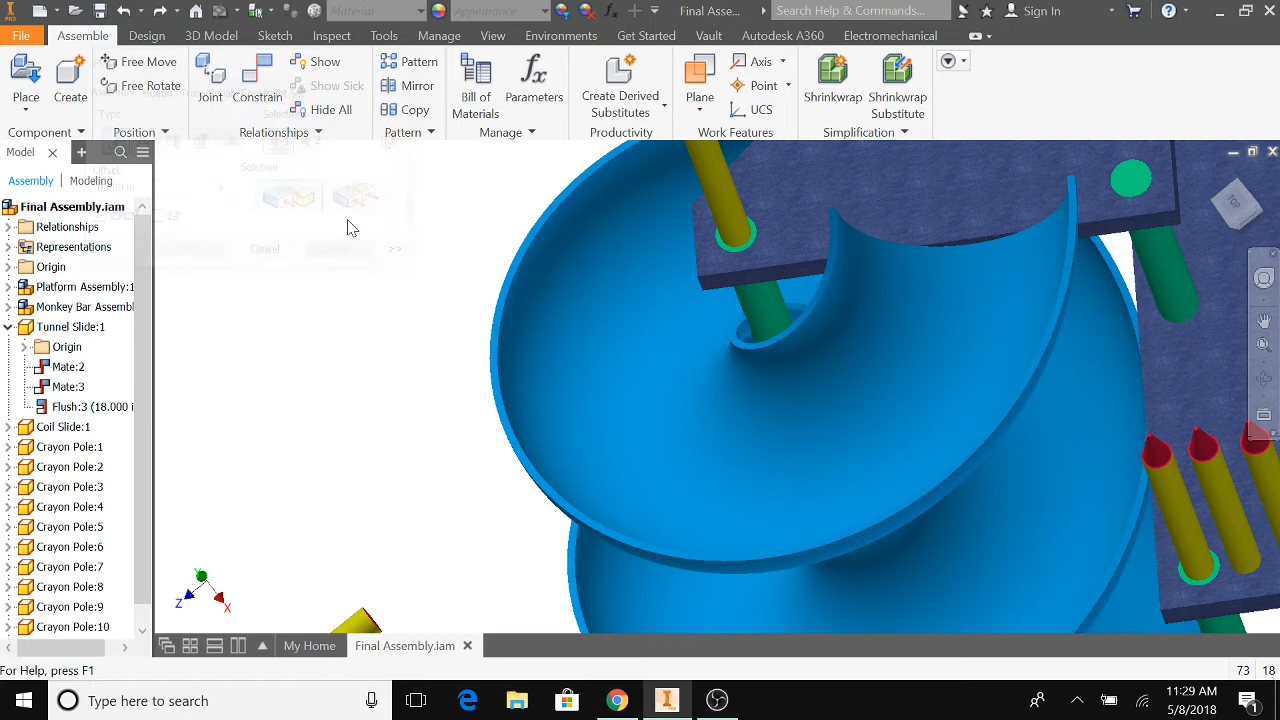 PRO
Material
Appearance
Final Asse...
Search Help & Commands...
Sign In
File
Assemble
Design
3D Model
Sketch
Inspect
Tools
Manage
View
Environments
Get Started
Vault
Autodesk A360
Electromechanical
Place
Create
Free Move
Free Rotate
Joint
Constrain
Show
Show Sick
Hide All
Pattern
Mirror
Copy
Bill of
Materials
Parameters
Create Derived
Substitutes
Plane
Axis
Point
UCS
Shrinkwrap
Shrinkwrap
Substitute
Component
Position
Relationships
Pattern
Manage
Productivity
Work Features
Simplification
Model
Assembly
Modeling
Type
Offset:
Solution
Cancel
>>
Final Assembly.iam
Relationships
Representations
Origin
Platform Assembly:1
Monkey Bar Assembl
Tunnel Slide:1
Origin
Mate:2
Mate:3
Flush:3 (18.000 i
Coil Slide:1
Crayon Pole:1
Crayon Pole:2
Crayon Pole:3
Crayon Pole:4
Crayon Pole:5
Crayon Pole:6
Crayon Pole:7
Crayon Pole:8
Crayon Pole:9
Crayon Pole:10
TOP
Y
Z
X
My Home
Final Assembly.iam
For Help, press F1
73
18
Type here to search
11:29 AM
5/8/2018
1